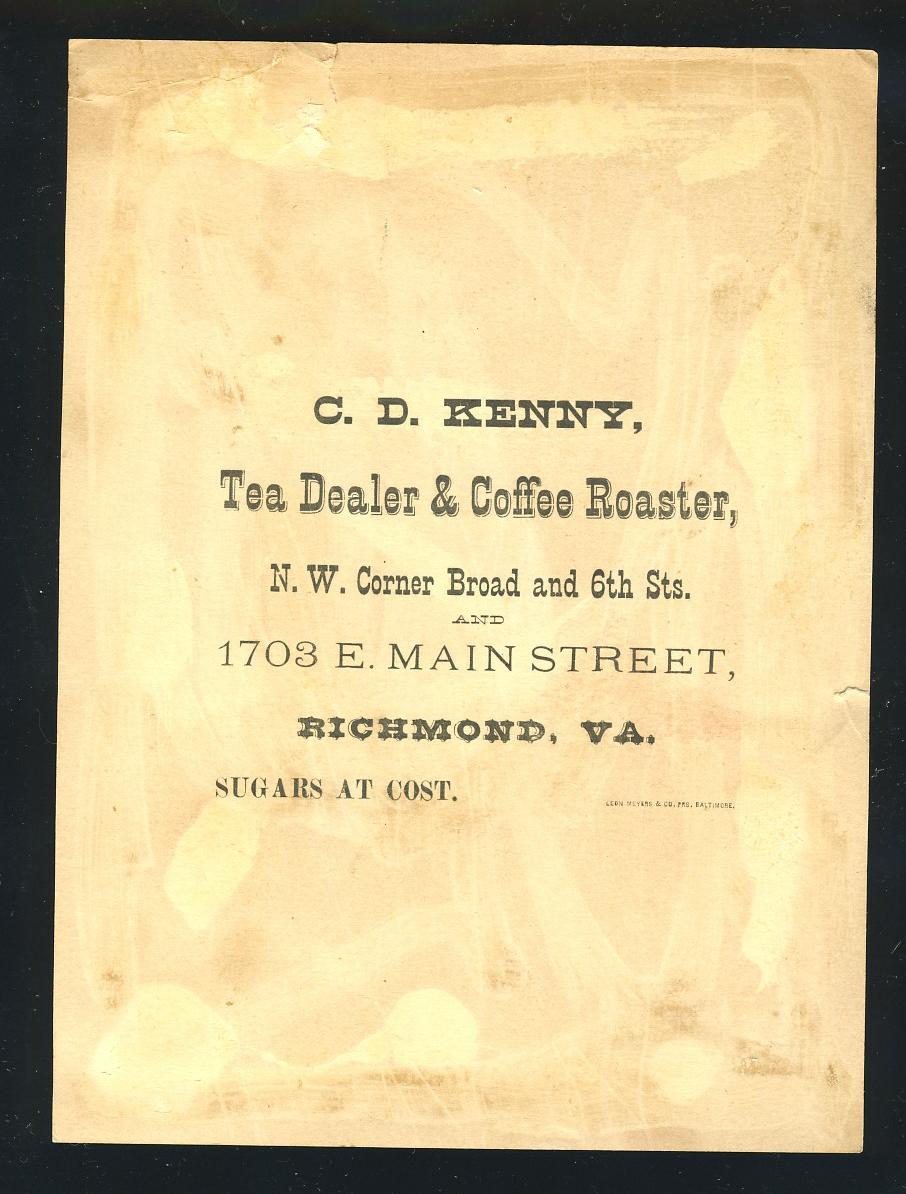 C. D. KENNY,
Tea Dealer & Coffee Roaster,
N. W. Corner Broad and 6th Sts.
AND
1703 E. MAIN STREET,
RICHMOND, VA.
SUGARS AT COST.
LEON MEYERS & CO. PRS. BALTIMORE.